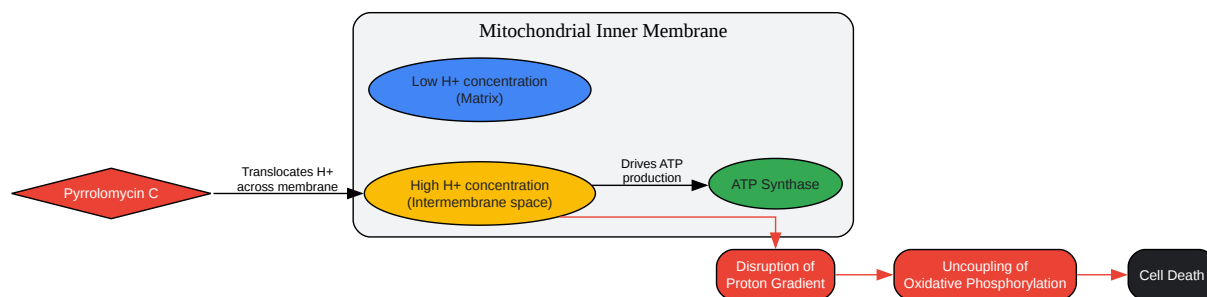 Mitochondrial Inner Membrane
Low H+ concentration
(Matrix)
Pyrrolomycin C
Translocates H+
across membrane
High H+ concentration
(Intermembrane space)
Drives ATP
production
ATP Synthase
Disruption of
Proton Gradient
Uncoupling of
Oxidative Phosphorylation
Cell Death